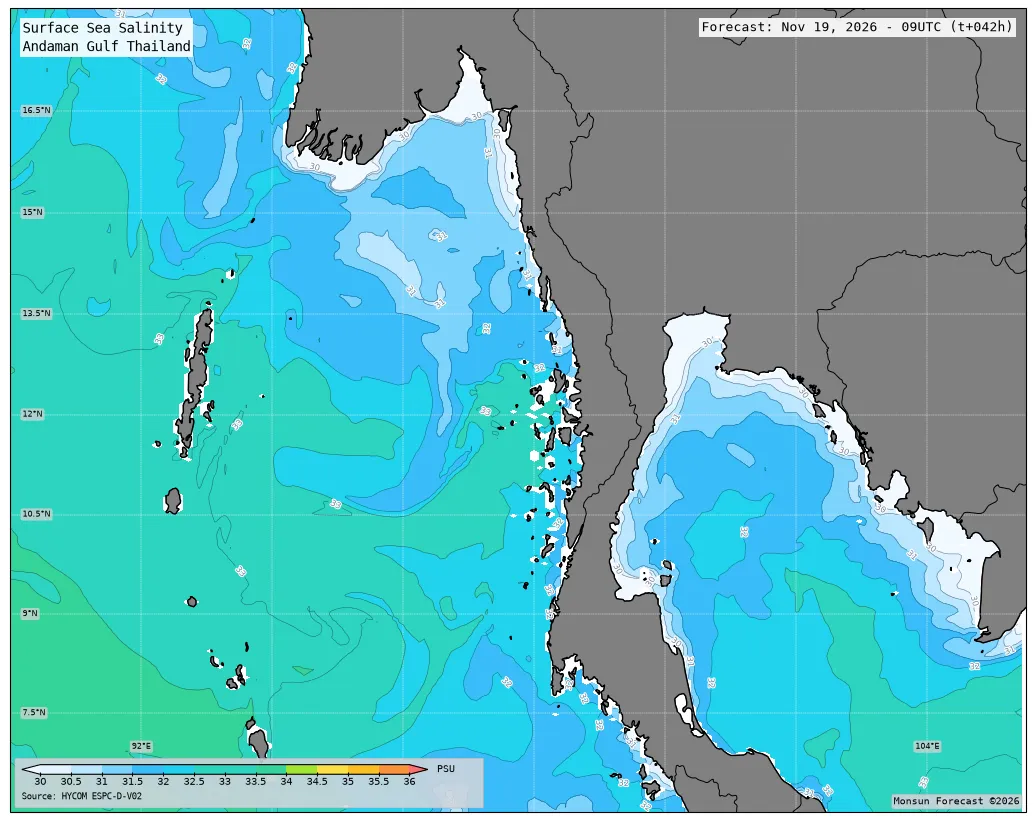 Surface Sea Salinity
Andaman Gulf Thailand
Forecast: Nov 19, 2026 - 09UTC (t+042h)
16.5°N
15°N
13.5°N
12°N
10.5°N
9°N
7.5°N
92°E
104°E
PSU
30 30.5 31 31.5 32 32.5 33 33.5 34 34.5 35 35.5 36
Source: HYCOM ESPC-D-V02
Monsun Forecast ©2026